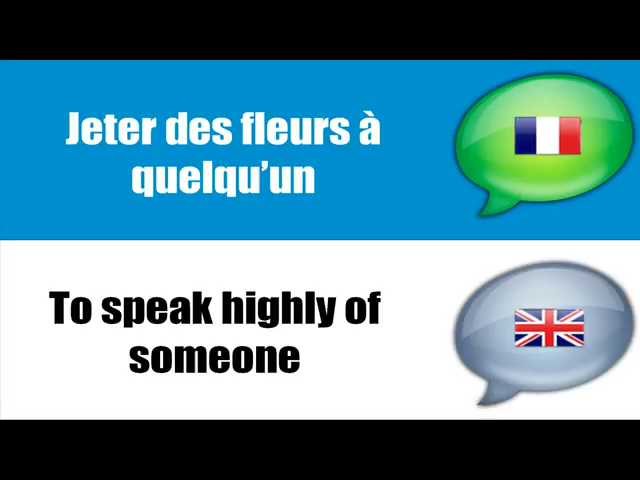 Jeter des fleurs à
quelqu’un
To speak highly of
someone